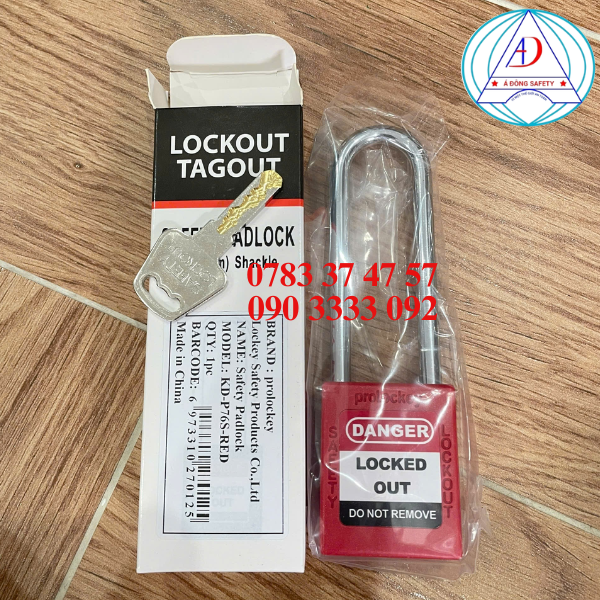 AĐ
Á ĐÔNG SAFETY
LOCKOUT
TAGOUT
PADLOCK
Shackle
0783 37 47 57
090 3333 092
BRAND : prolockey
Lockey Safety Products Co.,Ltd
NAME: Safety Padlock
MODEL: KD-P76S-RED
QTY: 1pc
BARCODE:
Made in China
6 973310 270125
prolockey
DANGER
LOCKED
OUT
DO NOT REMOVE
SAFETY
LOCKOUT